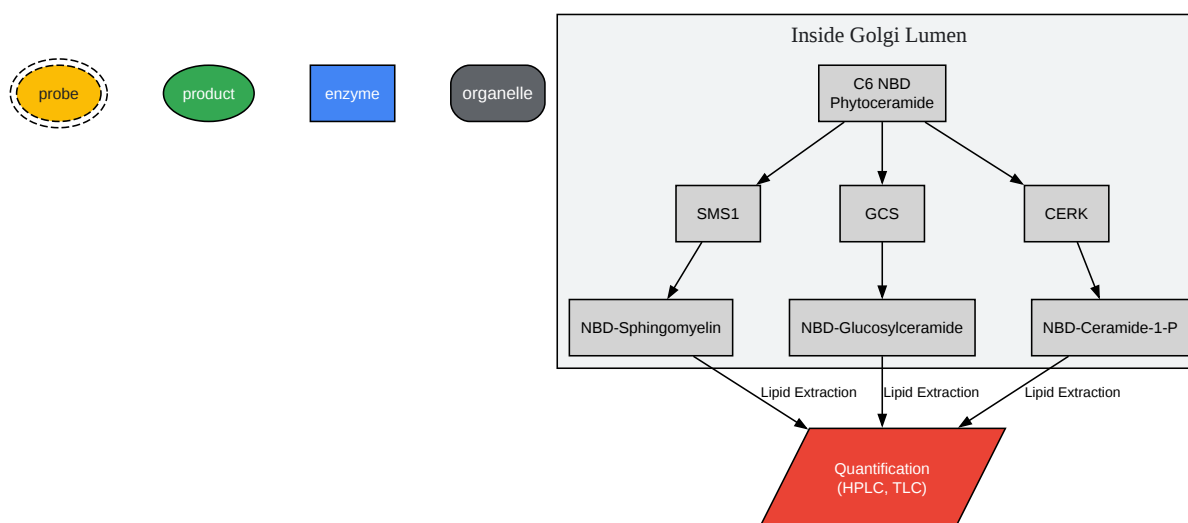 Inside Golgi Lumen
probe
product
enzyme
organelle
C6 NBD
Phytoceramide
SMS1
GCS
CERK
NBD-Sphingomyelin
NBD-Glucosylceramide
NBD-Ceramide-1-P
Lipid Extraction
Lipid Extraction
Lipid Extraction
Quantification
(HPLC, TLC)